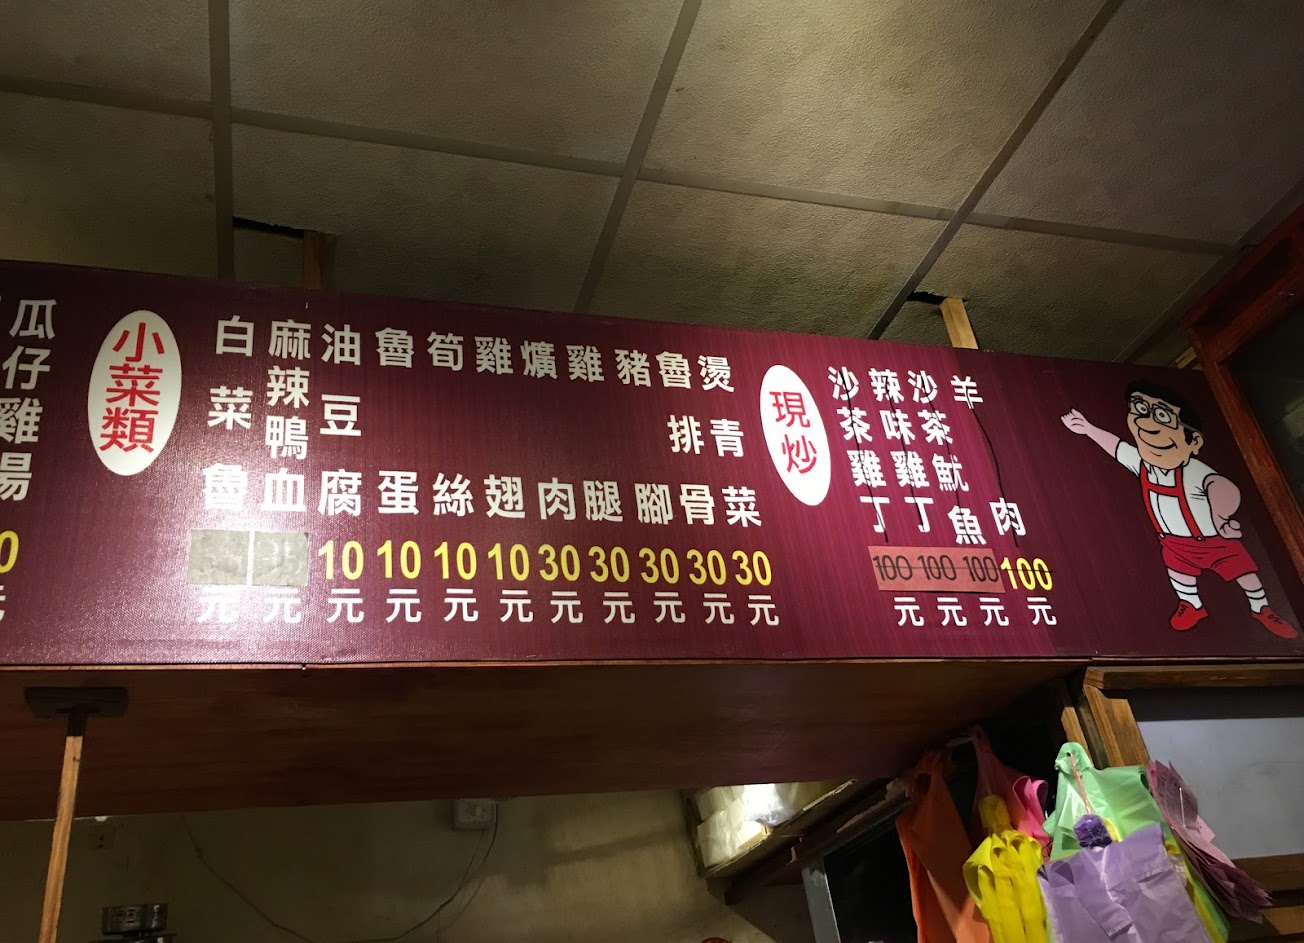 瓜仔雞湯0元
小菜類
白菜魯元
麻辣鴨血元
油豆腐10元
魯蛋10元
筍絲10元
雞翅10元
爌肉30元
雞腿30元
豬腳30元
魯排骨30元
燙青菜30元
現炒
沙茶雞丁100元
辣味雞丁100元
沙茶魷魚100元
羊肉100元